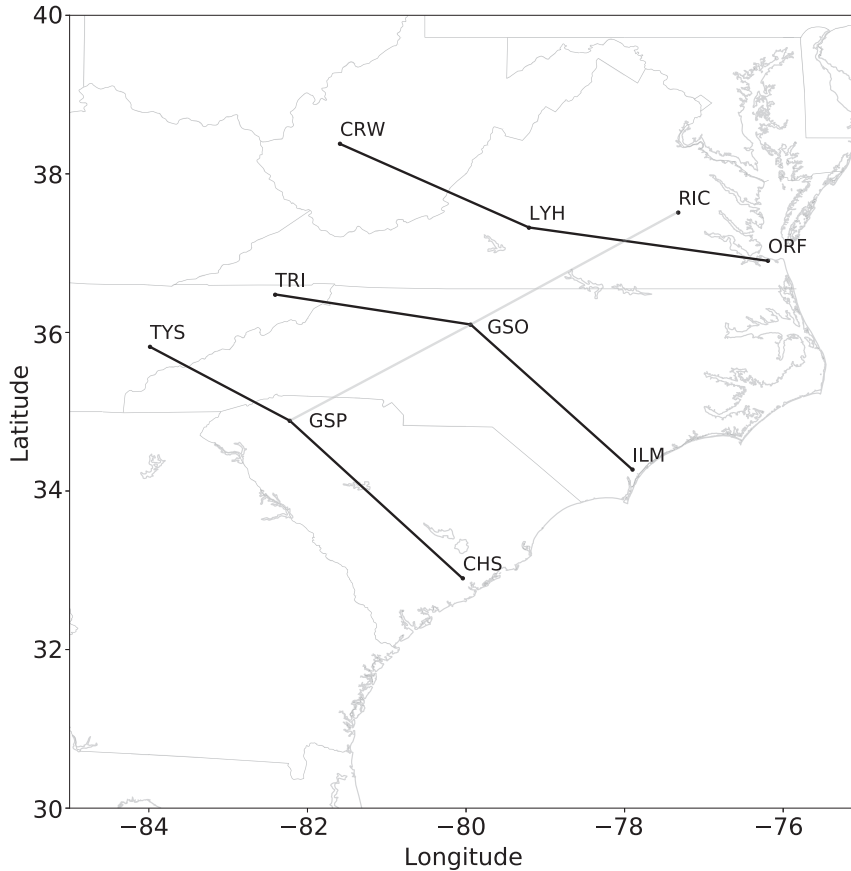 40
CRW
38
RIC
LYH
ORF
TRI
36
TYS
GSO
GSP
ILM
34
CHS
32
30
Latitude
−84
−82
−80
−78
−76
Longitude